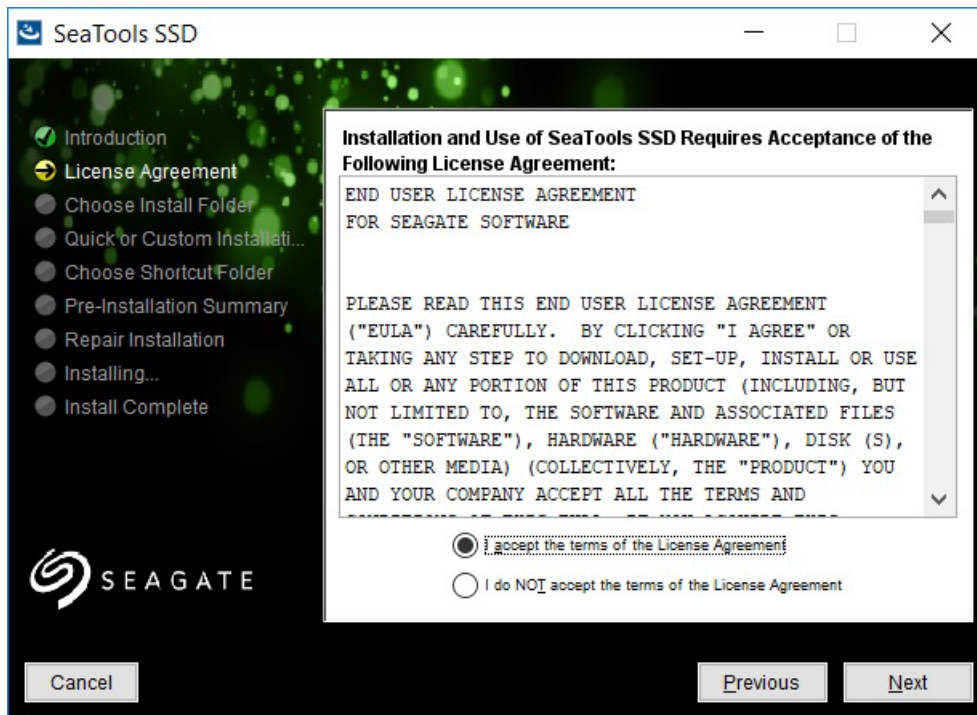 SeaTools SSD
Introduction
License Agreement
Choose Install Folder
Quick or Custom Installati...
Choose Shortcut Folder
Pre-Installation Summary
Repair Installation
Installing...
Install Complete
SEAGATE
Installation and Use of SeaTools SSD Requires Acceptance of the
Following License Agreement:
END USER LICENSE AGREEMENT
FOR SEAGATE SOFTWARE
PLEASE READ THIS END USER LICENSE AGREEMENT
("EULA") CAREFULLY.  BY CLICKING "I AGREE" OR
TAKING ANY STEP TO DOWNLOAD, SET-UP, INSTALL OR USE
ALL OR ANY PORTION OF THIS PRODUCT (INCLUDING, BUT
NOT LIMITED TO, THE SOFTWARE AND ASSOCIATED FILES
(THE "SOFTWARE"), HARDWARE ("HARDWARE"), DISK (S),
OR OTHER MEDIA) (COLLECTIVELY, THE "PRODUCT") YOU
AND YOUR COMPANY ACCEPT ALL THE TERMS AND
I accept the terms of the License Agreement
I do NOT accept the terms of the License Agreement
Cancel
Previous
Next